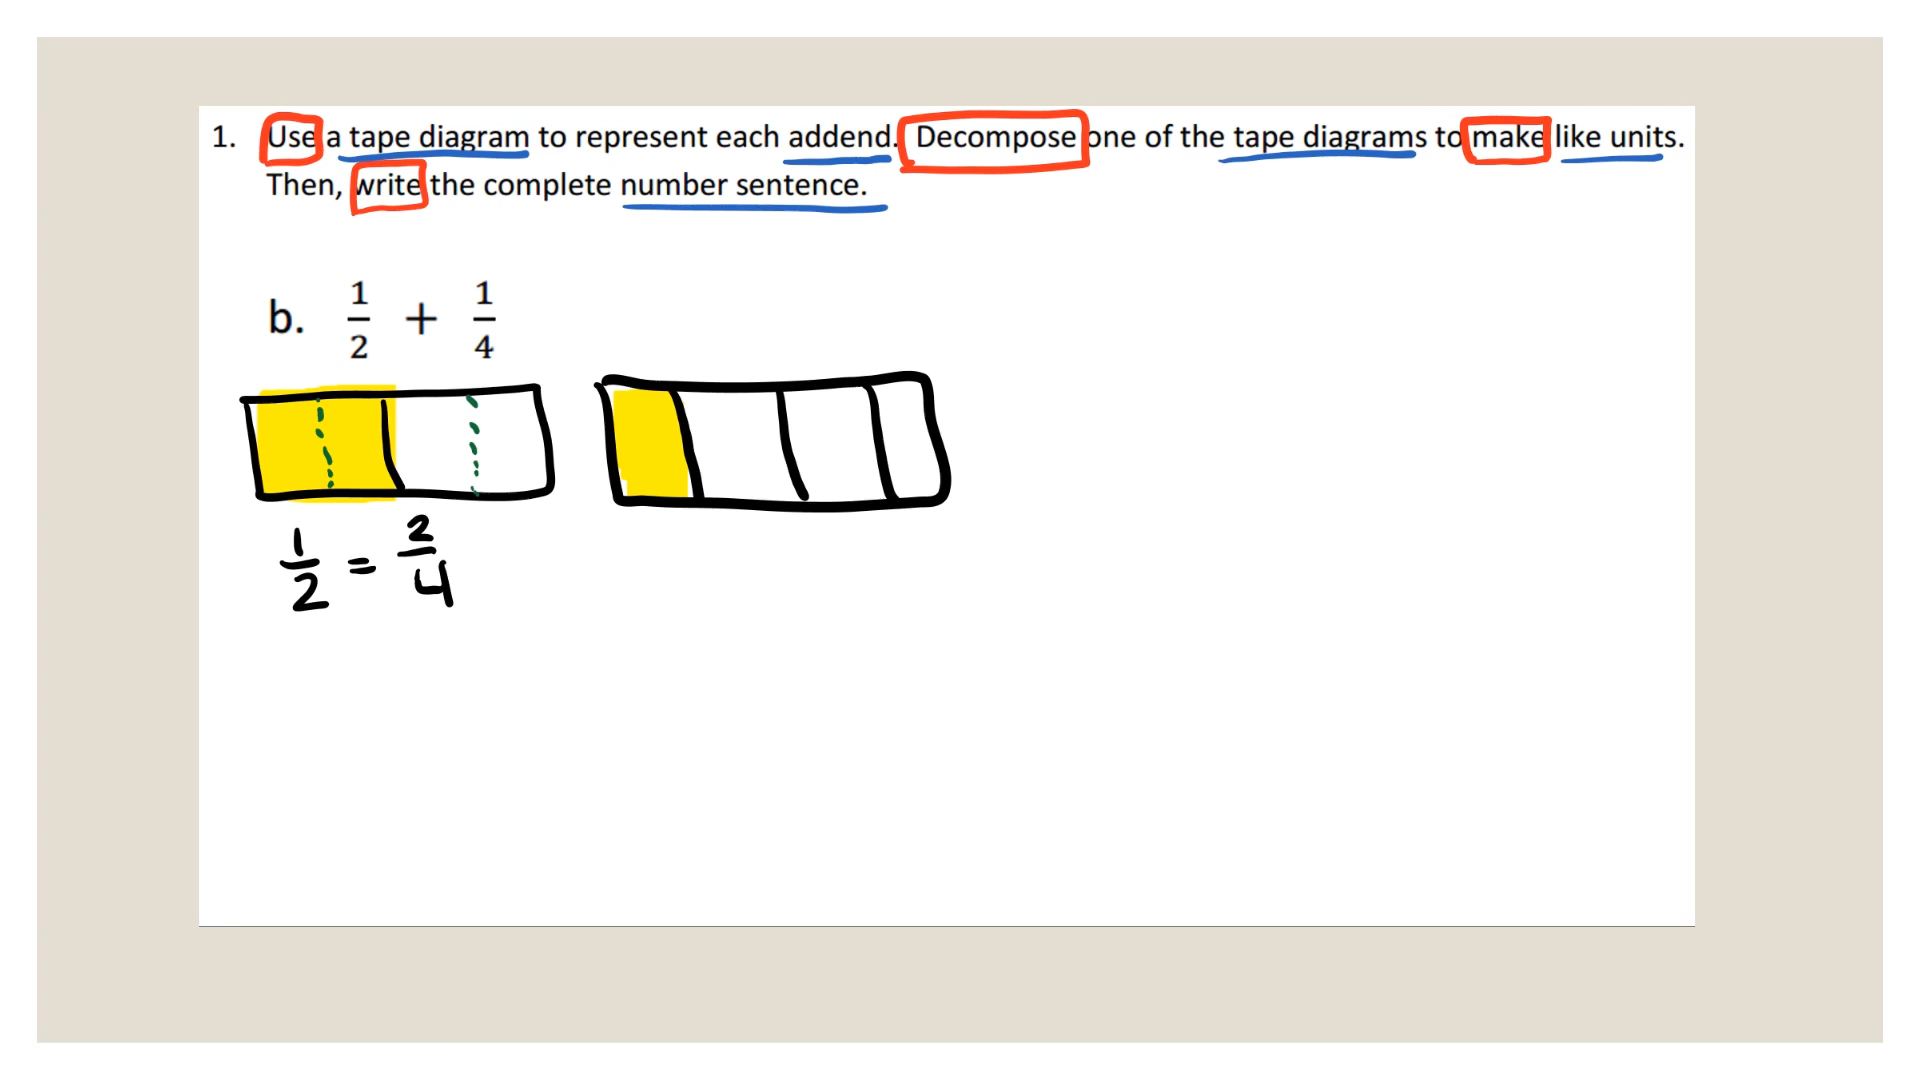 1. Use a tape diagram to represent each addend. Decompose one of the tape diagrams to make like units.
Then, write the complete number sentence.
b. 1/2 + 1/4
1/2 = 2/4